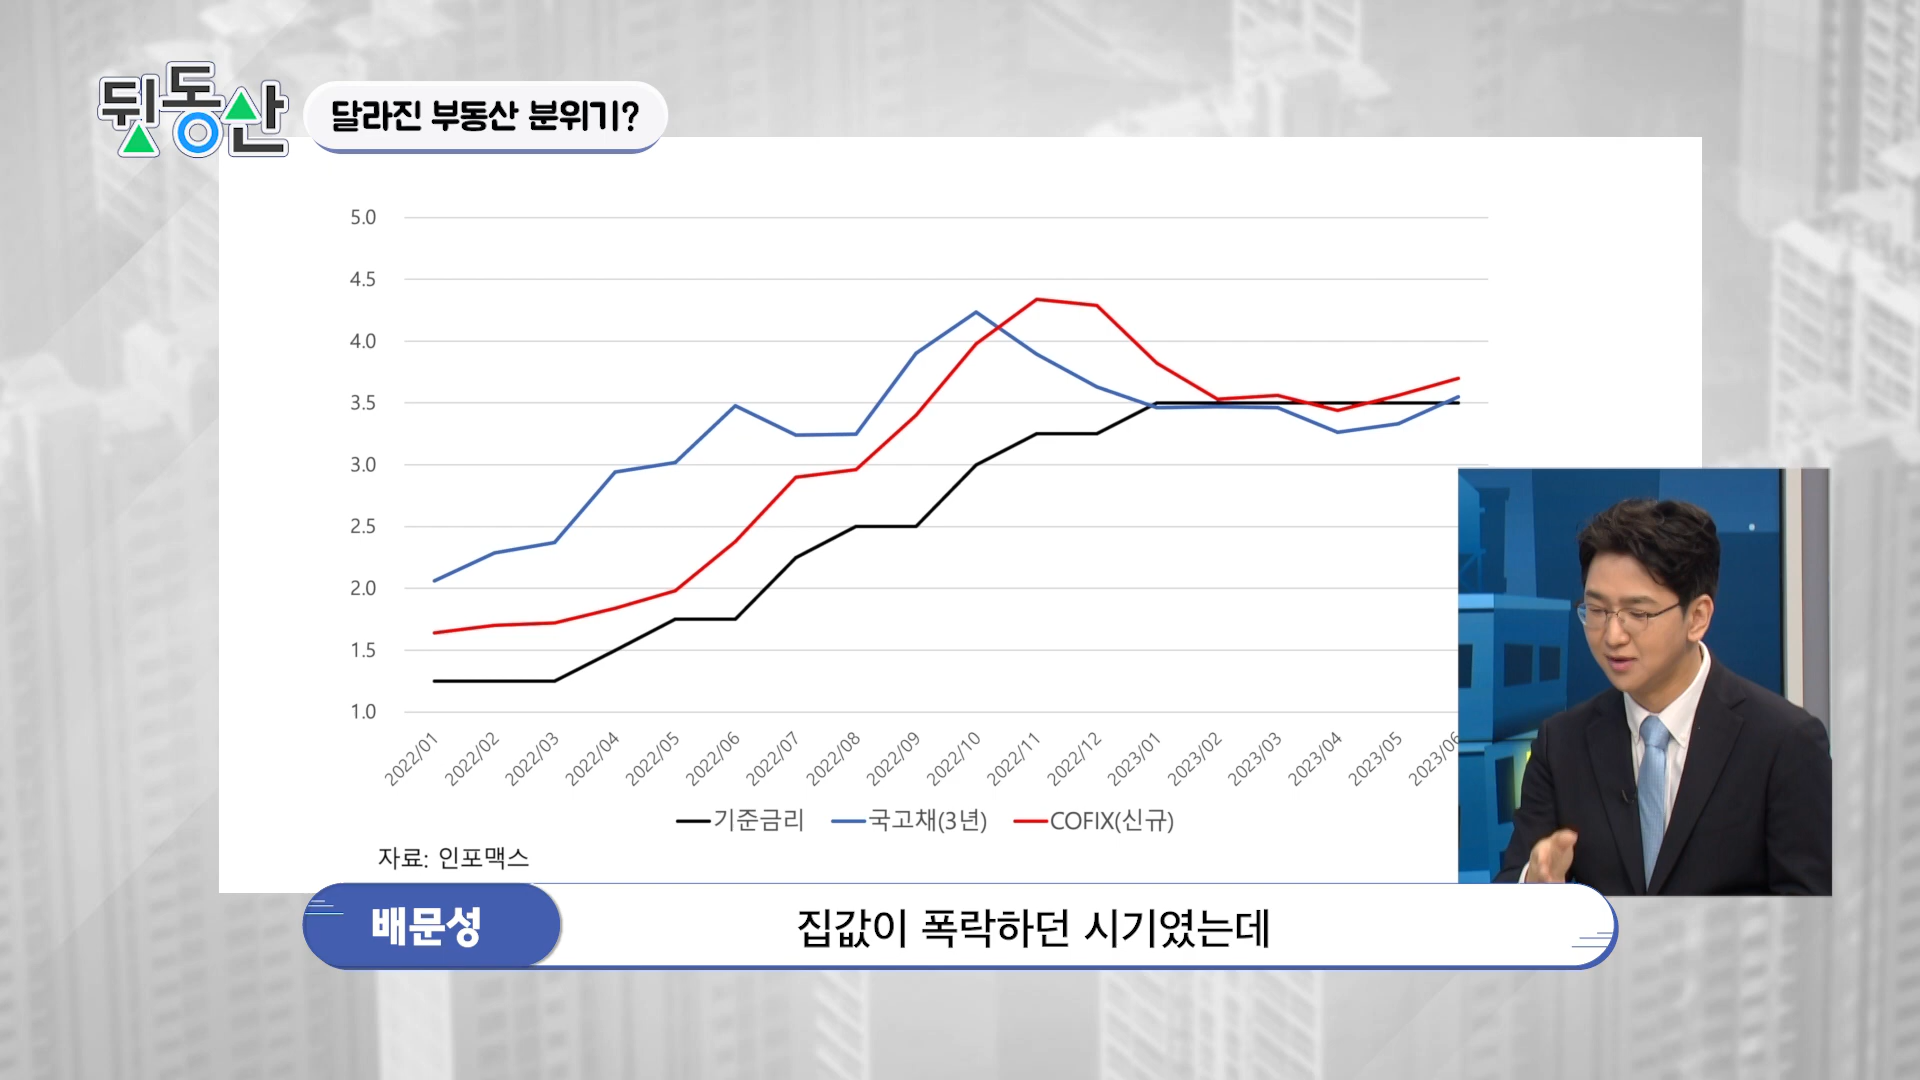 뒷동산
달라진 부동산 분위기?
5.0
4.5
4.0
3.5
3.0
2.5
2.0
1.5
1.0
2022/01 2022/02 2022/03 2022/04 2022/05 2022/06 2022/07 2022/08 2022/09 2022/10 2022/11 2022/12 2023/01 2023/02 2023/03 2023/04 2023/05 2023/06
기준금리 국고채(3년) COFIX(신규)
자료: 인포맥스
배문성
집값이 폭락하던 시기였는데